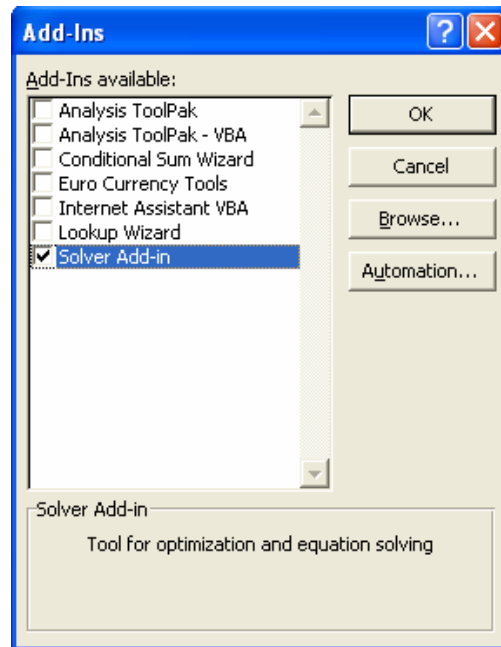 Add-Ins
Add-Ins available:
Analysis ToolPak
Analysis ToolPak - VBA
Conditional Sum Wizard
Euro Currency Tools
Internet Assistant VBA
Lookup Wizard
Solver Add-in
OK
Cancel
Browse...
Automation...
Solver Add-in
Tool for optimization and equation solving